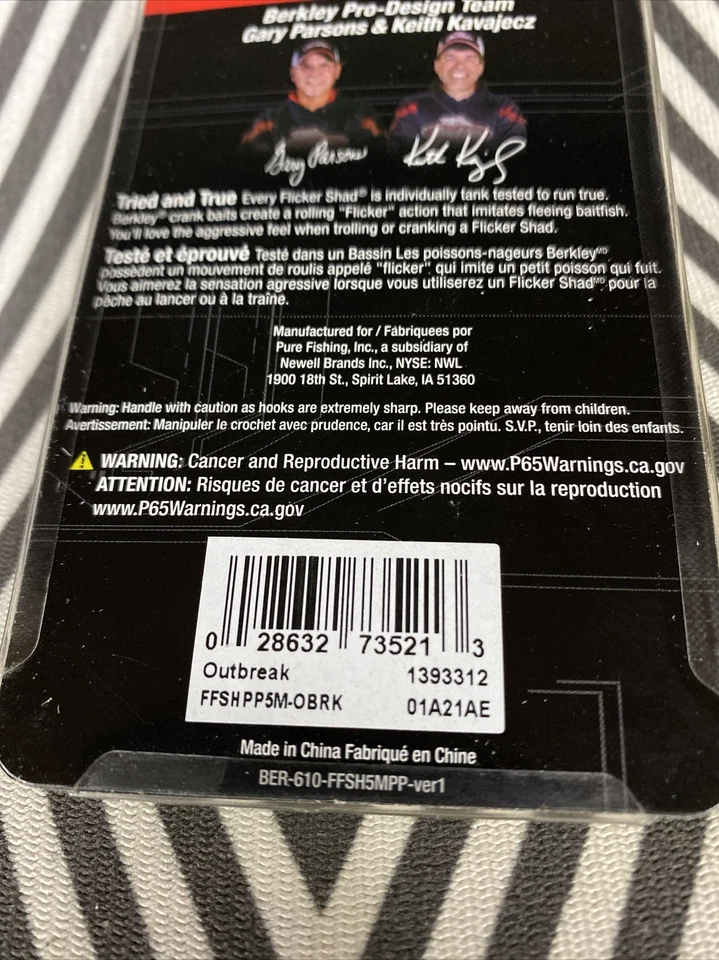 Berkley Pro-Design Team
Gary Parsons & Keith Kavajecz
Gary Parsons
Tried and True Every Flicker Shad® is individually tank tested to run true.
Berkley® crank baits create a rolling "Flicker" action that imitates fleeing baitfish.
You'll love the aggressive feel when trolling or cranking a Flicker Shad.
Testé et éprouvé Testé dans un Bassin Les poissons-nageurs Berkleyᴹᴰ
possèdent un mouvement de roulis appelé "flicker" qui imite un petit poisson qui fuit.
Vous aimerez la sensation agressive lorsque vous utiliserez un Flicker Shadᴹᴰ pour la
pêche au lancer ou à la traîne.
Manufactured for / Fabriquees por
Pure Fishing, Inc., a subsidiary of
Newell Brands Inc., NYSE: NWL
1900 18th St., Spirit Lake, IA 51360
Warning: Handle with caution as hooks are extremely sharp. Please keep away from children.
Avertissement: Manipuler le crochet avec prudence, car il est très pointu. S.V.P., tenir loin des enfants.
WARNING: Cancer and Reproductive Harm – www.P65Warnings.ca.gov
ATTENTION: Risques de cancer et d'effets nocifs sur la reproduction
www.P65Warnings.ca.gov
0 28632 73521 3
Outbreak 1393312
FFSHPP5M-OBRK 01A21AE
Made in China Fabriqué en Chine
BER-610-FFSH5MPP-ver1